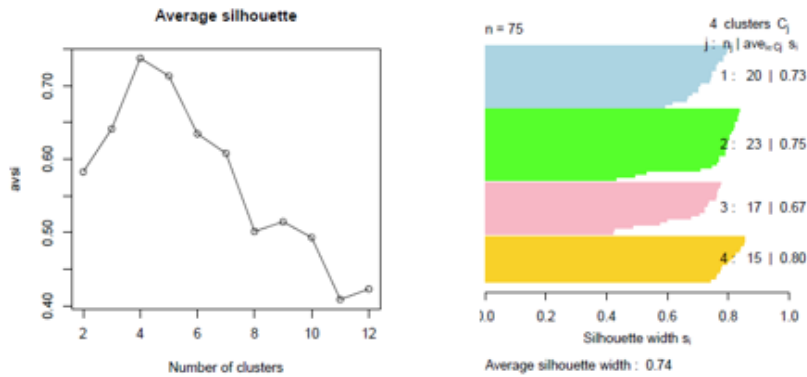 Average silhouette
avsi
0.40 0.50 0.60 0.70
2 4 6 8 10 12
Number of clusters
n = 75
4 clusters Cj
j : nj | avei∈Cj si
1 : 20 | 0.73
2 : 23 | 0.75
3 : 17 | 0.67
4 : 15 | 0.80
0.0 0.2 0.4 0.6 0.8 1.0
Silhouette width si
Average silhouette width : 0.74